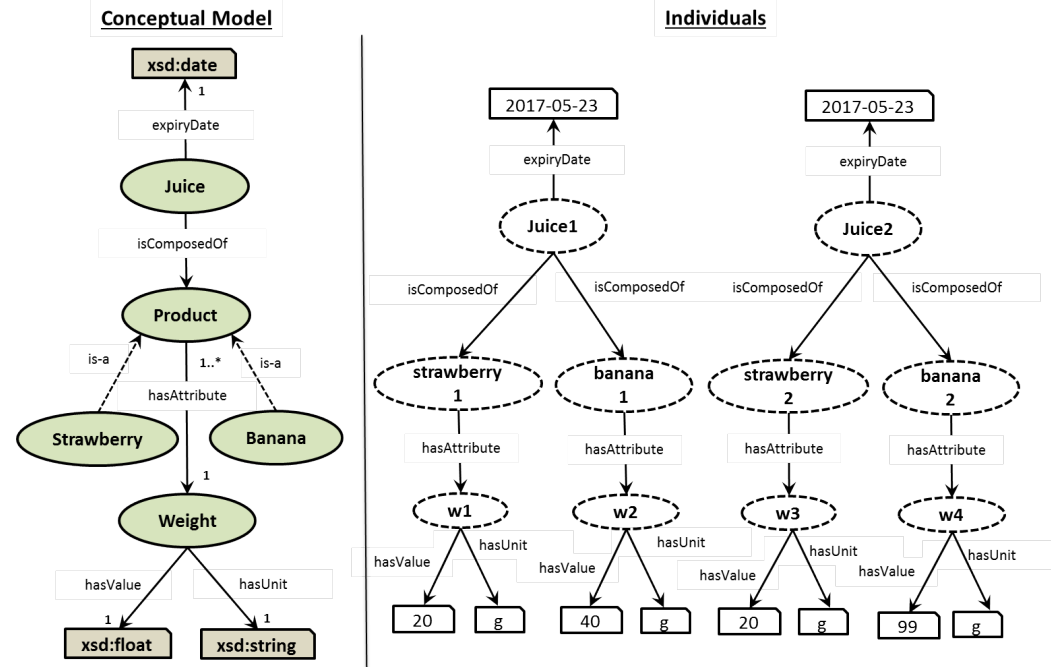 Conceptual Model
xsd:date
1
expiryDate
Juice
isComposedOf
Product
is-a
1..*
is-a
hasAttribute
Strawberry
Banana
1
Weight
hasValue
hasUnit
1
1
xsd:float
xsd:string
Individuals
2017-05-23
2017-05-23
expiryDate
expiryDate
Juice1
Juice2
isComposedOf
isComposedOf
isComposedOf
isComposedOf
strawberry
1
banana
1
strawberry
2
banana
2
hasAttribute
hasAttribute
hasAttribute
hasAttribute
w1
w2
w3
w4
hasValue
hasUnit
hasValue
hasUnit
hasValue
hasUnit
hasValue
hasUnit
20
g
40
g
20
g
99
g